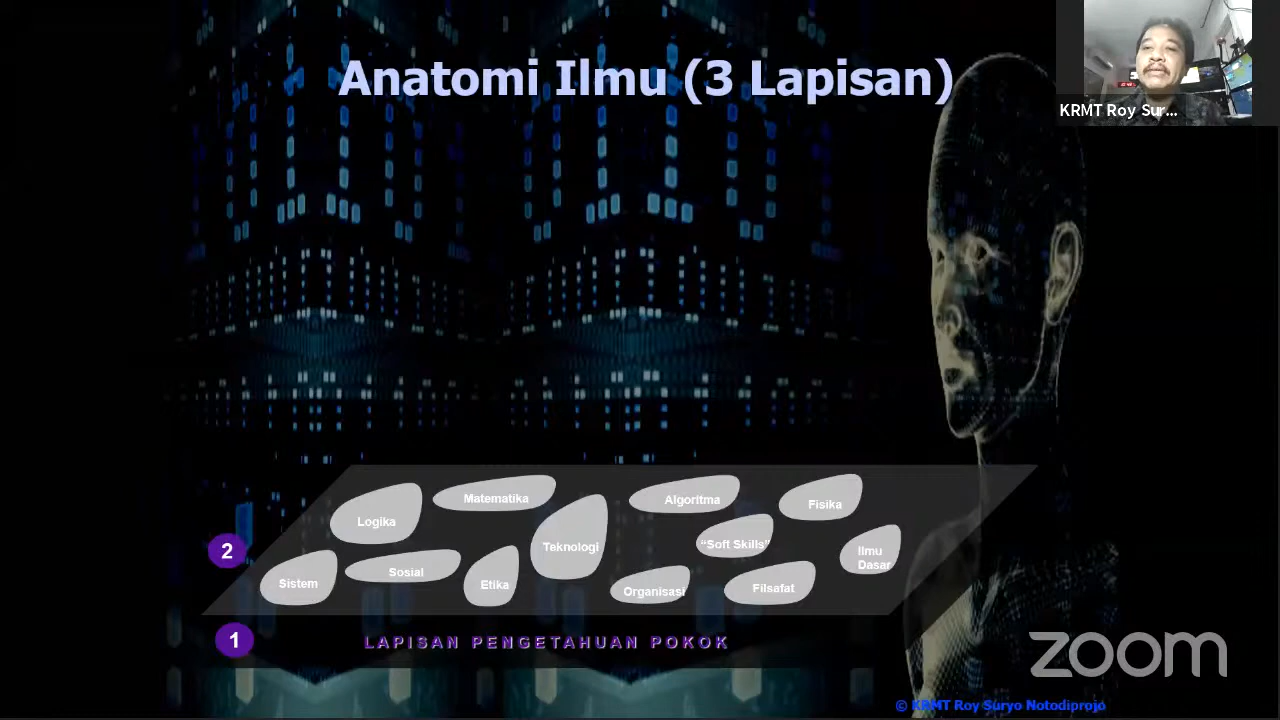 Anatomi Ilmu (3 Lapisan)
KRMT Roy Sur...
Matematika
Algoritma
Fisika
Logika
Teknologi
"Soft Skills"
2
Ilmu
Dasar
Sosial
Sistem
Etika
Organisasi
Filsafat
1
LAPISAN PENGETAHUAN POKOK
zoom
© KRMT Roy Suryo Notodiprojo